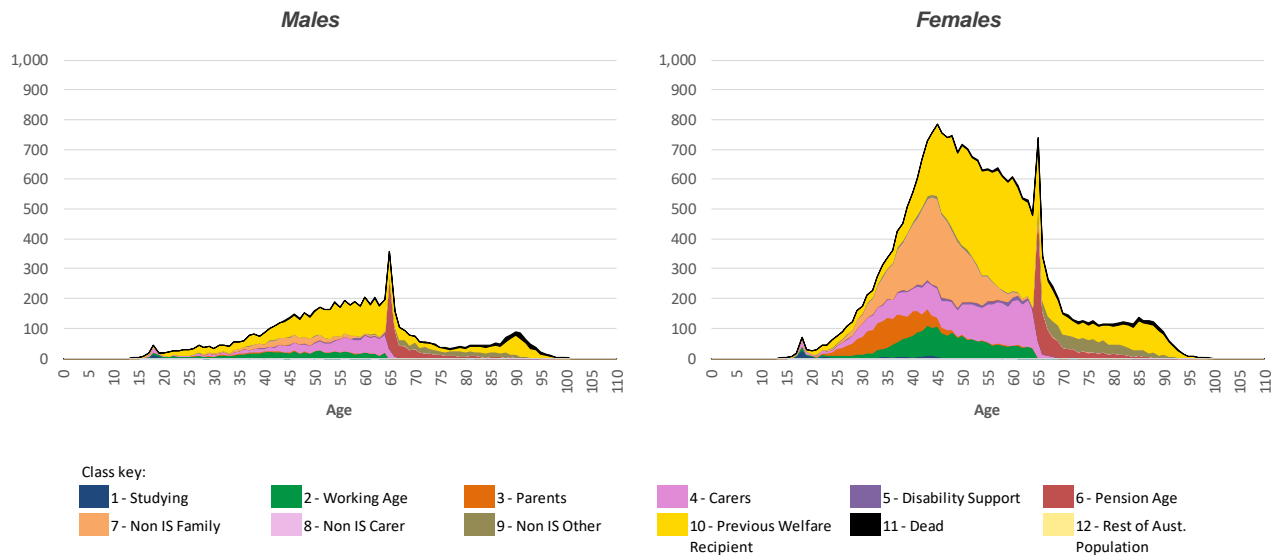 Males
Females
1,000
900
800
700
600
500
400
300
200
100
0
0 5 10 15 20 25 30 35 40 45 50 55 60 65 70 75 80 85 90 95 100 105 110
Age
1,000
900
800
700
600
500
400
300
200
100
0
0 5 10 15 20 25 30 35 40 45 50 55 60 65 70 75 80 85 90 95 100 105 110
Age
Class key:
1 - Studying
2 - Working Age
3 - Parents
4 - Carers
5 - Disability Support
6 - Pension Age
7 - Non IS Family
8 - Non IS Carer
9 - Non IS Other
10 - Previous Welfare
Recipient
11 - Dead
12 - Rest of Aust.
Population